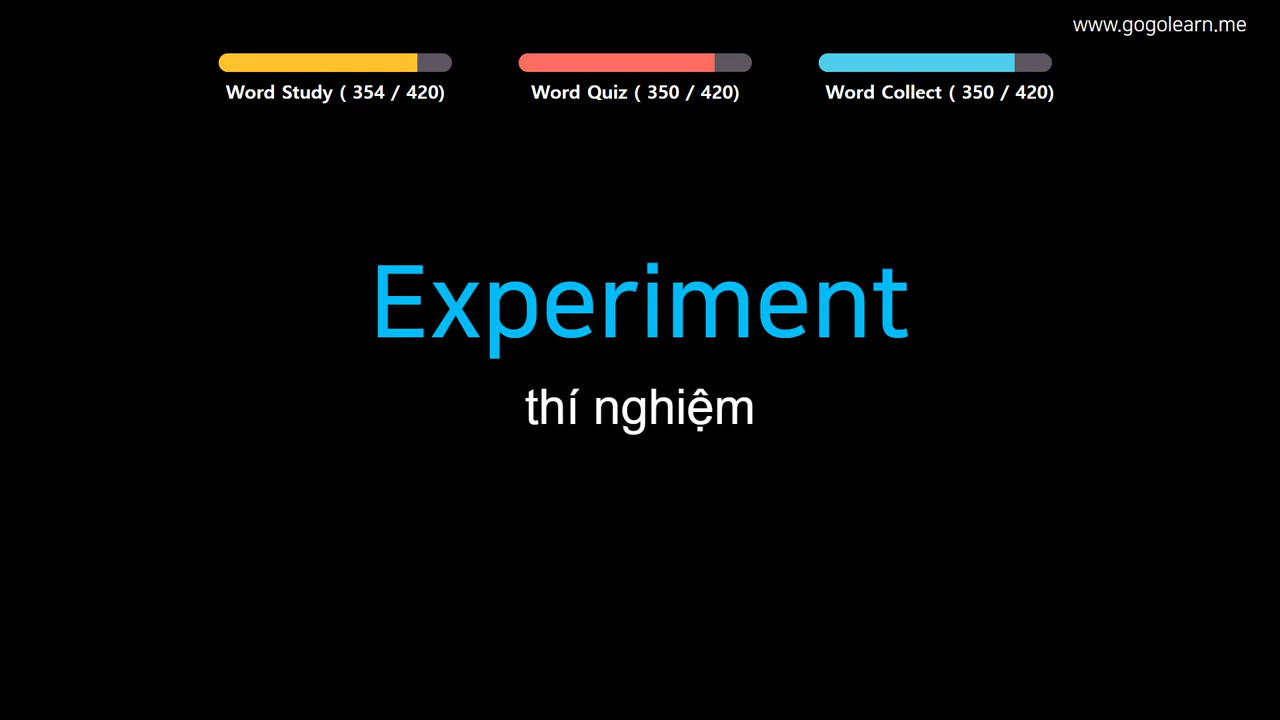 www.gogolearn.me
Word Study ( 354 / 420)
Word Quiz ( 350 / 420)
Word Collect ( 350 / 420)
Experiment
thí nghiệm